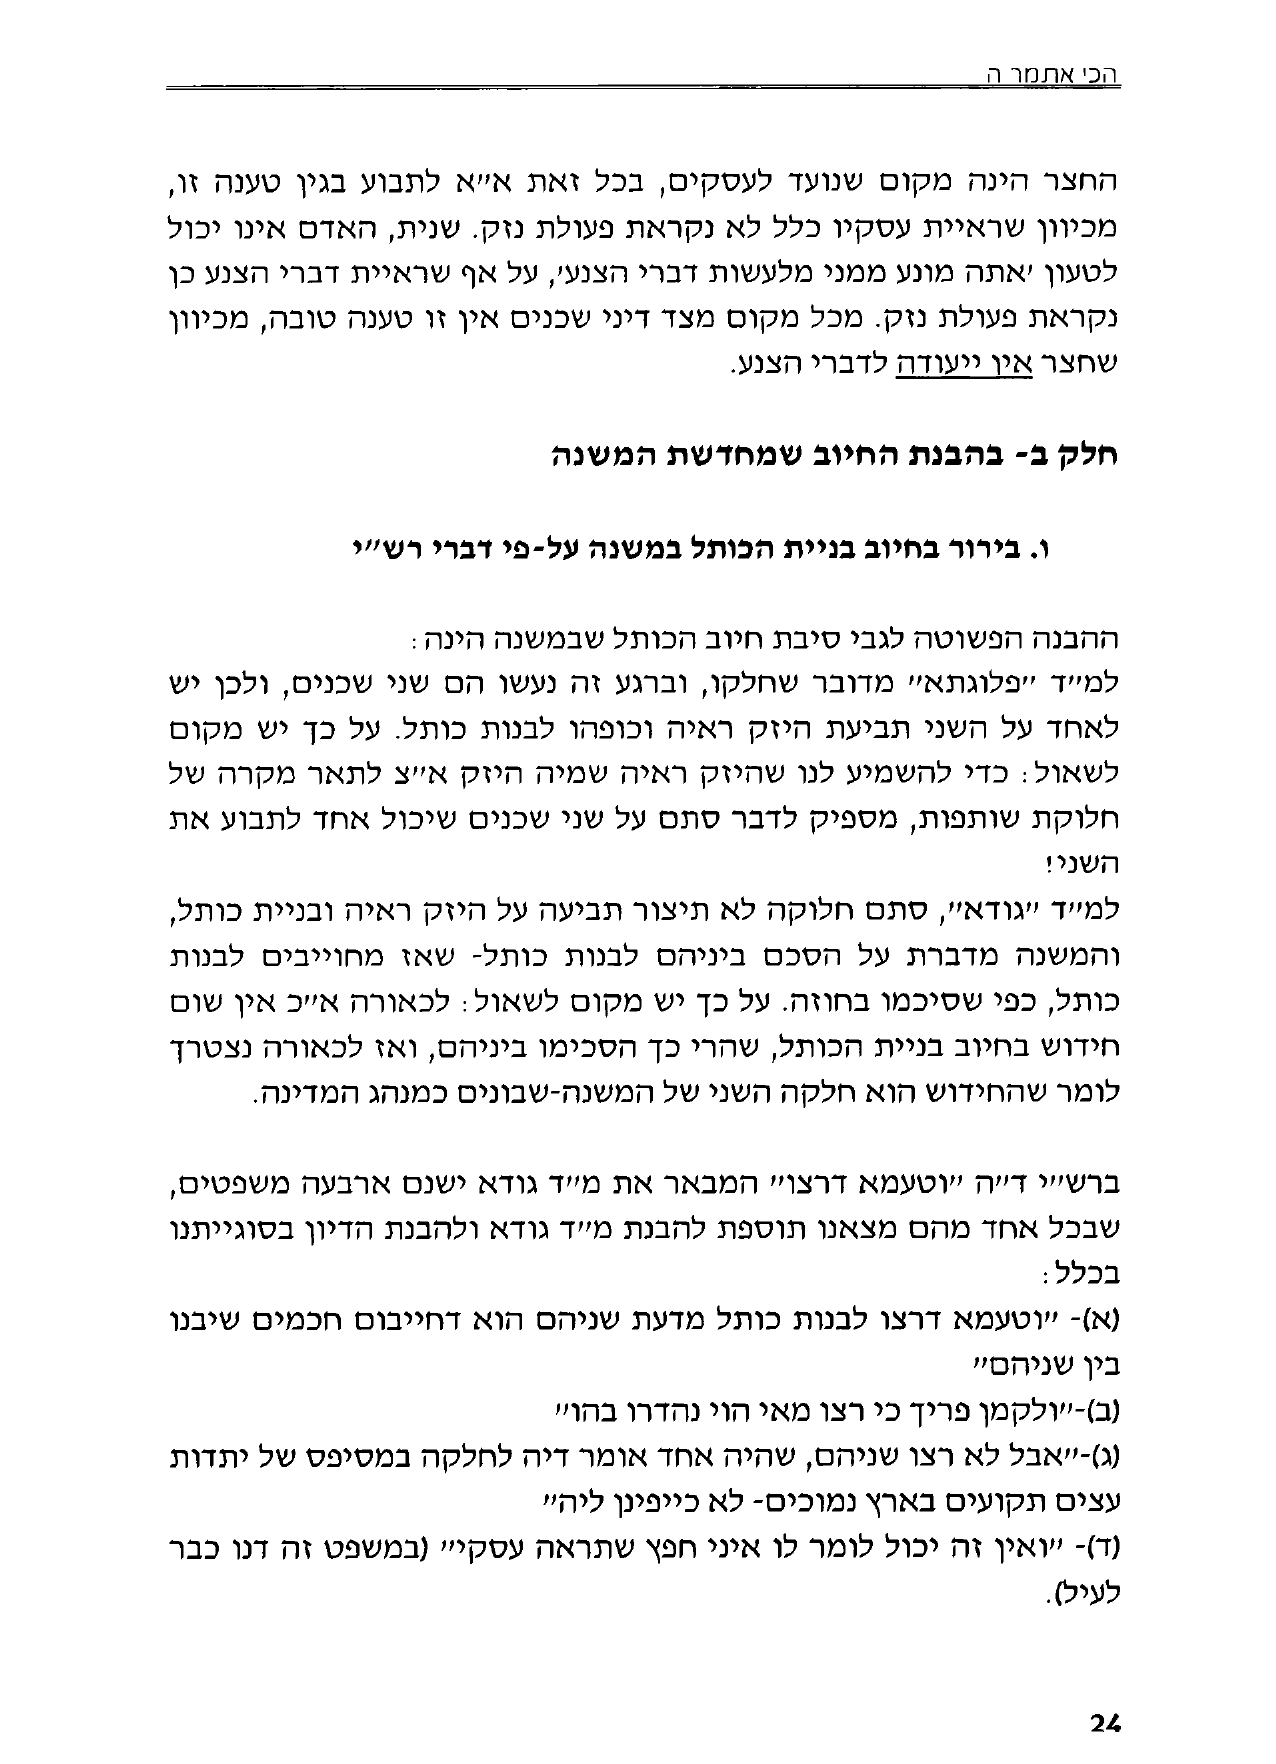 הכי אתמר ה
החצר הינה מקום שנועד לעסקים, בכל זאת א״א לתבוע בגין טענה זו,
מכיוון שראיית עסקיו כלל לא נקראת פעולת נזק. שנית, האדם אינו יכול
לטעון 'אתה מונע ממני מלעשות דברי הצנע', על אף שראיית דברי הצנע כן
נקראת פעולת נזק. מכל מקום מצד דיני שכנים אין זו טענה טובה, מכיוון
שחצר אין ייעודה לדברי הצנע.
חלק ב- בהבנת החיוב שמחדשת המשנה
ו. בירור בחיוב בניית הכותל במשנה על-פי דברי רש״י
ההבנה הפשוטה לגבי סיבת חיוב הכותל שבמשנה הינה:
למ״ד ״פלוגתא״ מדובר שחלקו, וברגע זה נעשו הם שני שכנים, ולכן יש
לאחד על השני תביעת היזק ראיה וכופהו לבנות כותל. על כך יש מקום
לשאול: כדי להשמיע לנו שהיזק ראיה שמיה היזק א״צ לתאר מקרה של
חלוקת שותפות, מספיק לדבר סתם על שני שכנים שיכול אחד לתבוע את
השני!
למ״ד ״גודא״, סתם חלוקה לא תיצור תביעה על היזק ראיה ובניית כותל,
והמשנה מדברת על הסכם ביניהם לבנות כותל- שאז מחוייבים לבנות
כותל, כפי שסיכמו בחוזה. על כך יש מקום לשאול: לכאורה א״כ אין שום
חידוש בחיוב בניית הכותל, שהרי כך הסכימו ביניהם, ואז לכאורה נצטרך
לומר שהחידוש הוא חלקה השני של המשנה-שבונים כמנהג המדינה.
ברש״י ד״ה ״וטעמא דרצו״ המבאר את מ״ד גודא ישנם ארבעה משפטים,
שבכל אחד מהם מצאנו תוספת להבנת מ״ד גודא ולהבנת הדיון בסוגייתנו
בכלל:
(א)- ״וטעמא דרצו לבנות כותל מדעת שניהם הוא דחייבום חכמים שיבנו
בין שניהם״
(ב)-״ולקמן פריך כי רצו מאי הוי נהדרו בהו״
(ג)-״אבל לא רצו שניהם, שהיה אחד אומר דיה לחלקה במסיפס של יתדות
עצים תקועים בארץ נמוכים- לא כייפינן ליה״
(ד)- ״ואין זה יכול לומר לו איני חפץ שתראה עסקי״ (במשפט זה דנו כבר
לעיל).
24